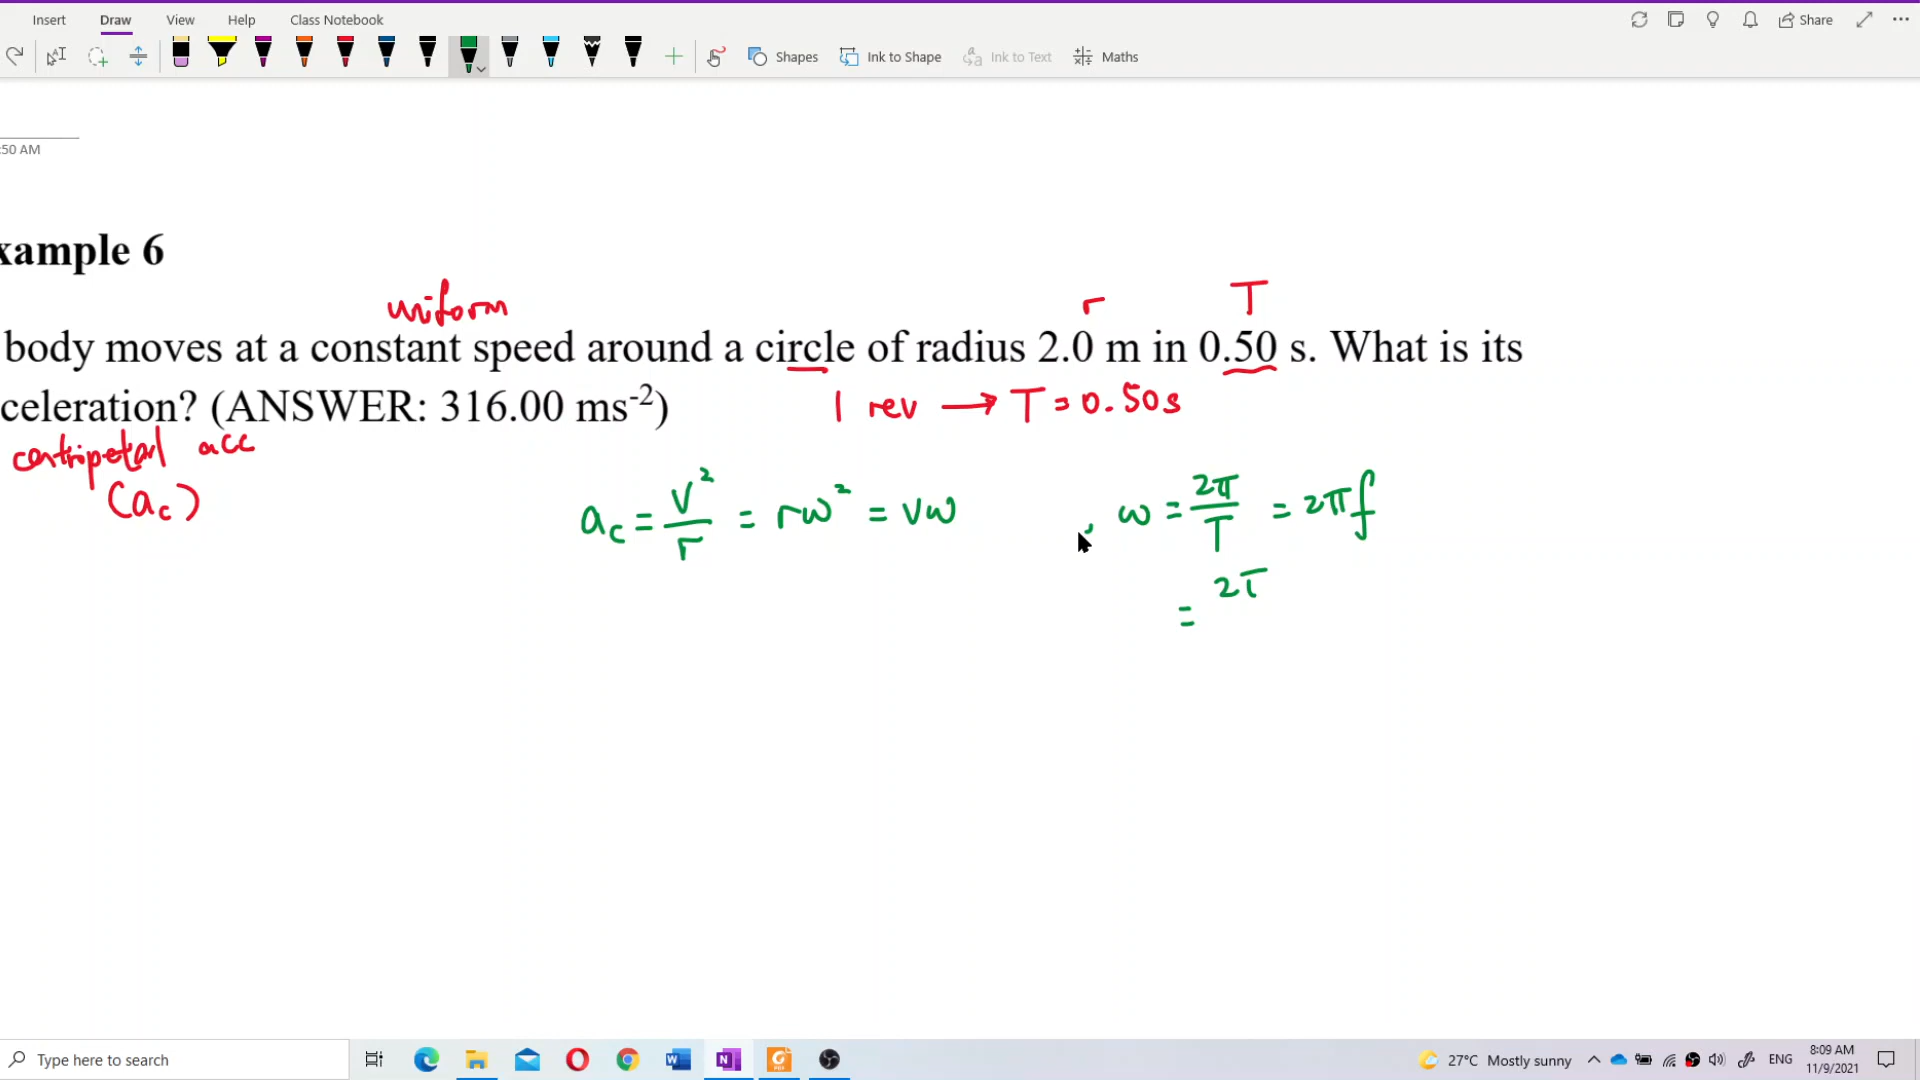 Insert Draw View Help Class Notebook Share
Shapes Ink to Shape Ink to Text Maths
:50 AM
xample 6
uniform r T
body moves at a constant speed around a circle of radius 2.0 m in 0.50 s. What is its
celeration? (ANSWER: 316.00 ms⁻²)
1 rev → T = 0.50s
centripetal acc
(ac)
ac = v²/r = rω² = vω , ω = 2π/T = 2πf
= 2π
Type here to search 27°C Mostly sunny ENG 8:09 AM
11/9/2021